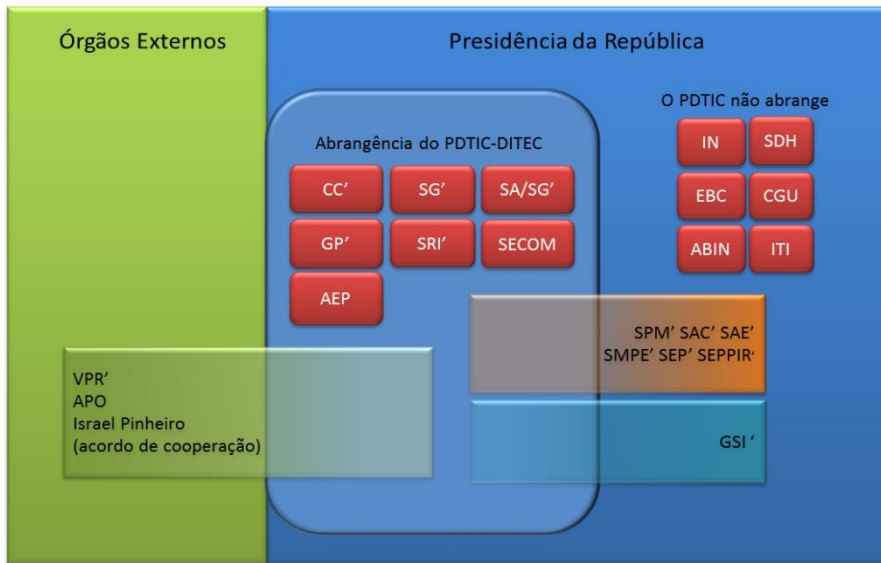 Órgãos Externos
Presidência da República
Abrangência do PDTIC-DITEC
CC’ SG’ SA/SG’
GP’ SRI’ SECOM
AEP
O PDTIC não abrange
IN SDH
EBC CGU
ABIN ITI
SPM’ SAC’ SAE’
SMPE’ SEP’ SEPPIR’
VPR’
APO
Israel Pinheiro
(acordo de cooperação)
GSI ‘